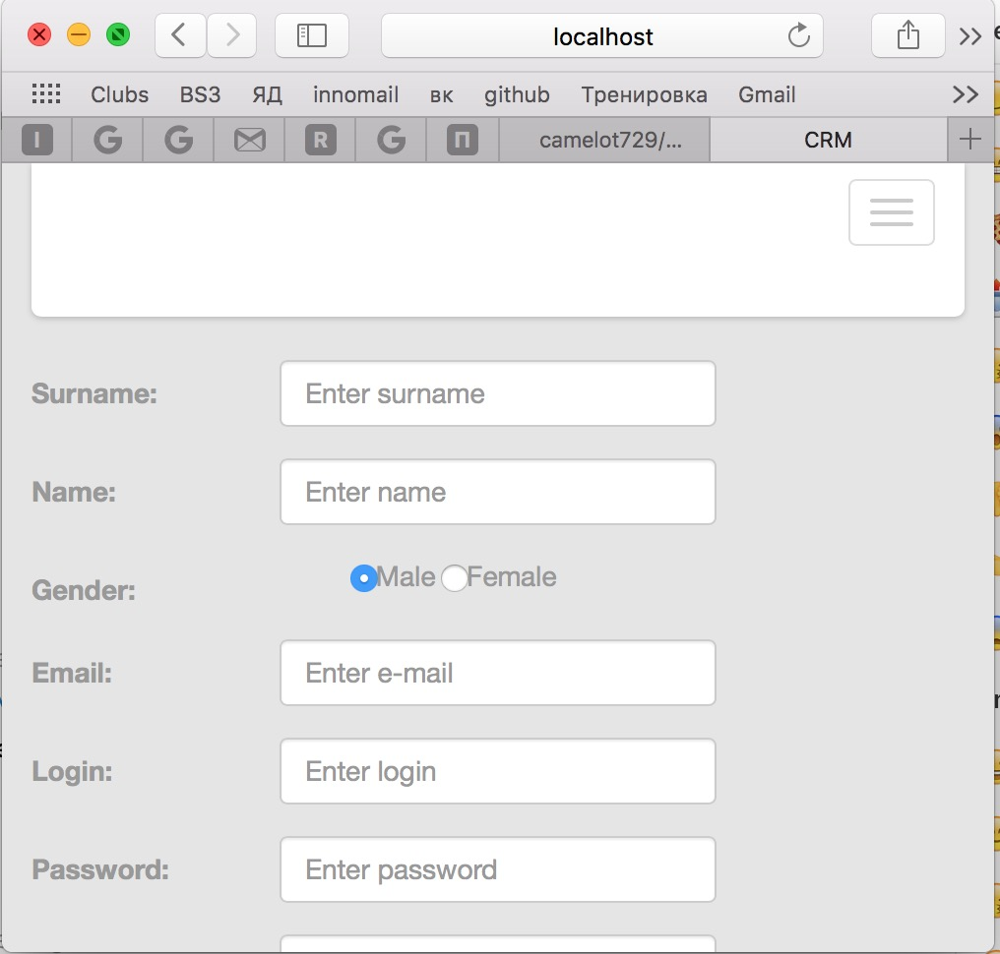 localhost
Clubs BS3 ЯД innomail вк github Тренировка Gmail
I G G R G П camelot729/... CRM
Surname: Enter surname
Name: Enter name
Gender: Male Female
Email: Enter e-mail
Login: Enter login
Password: Enter password